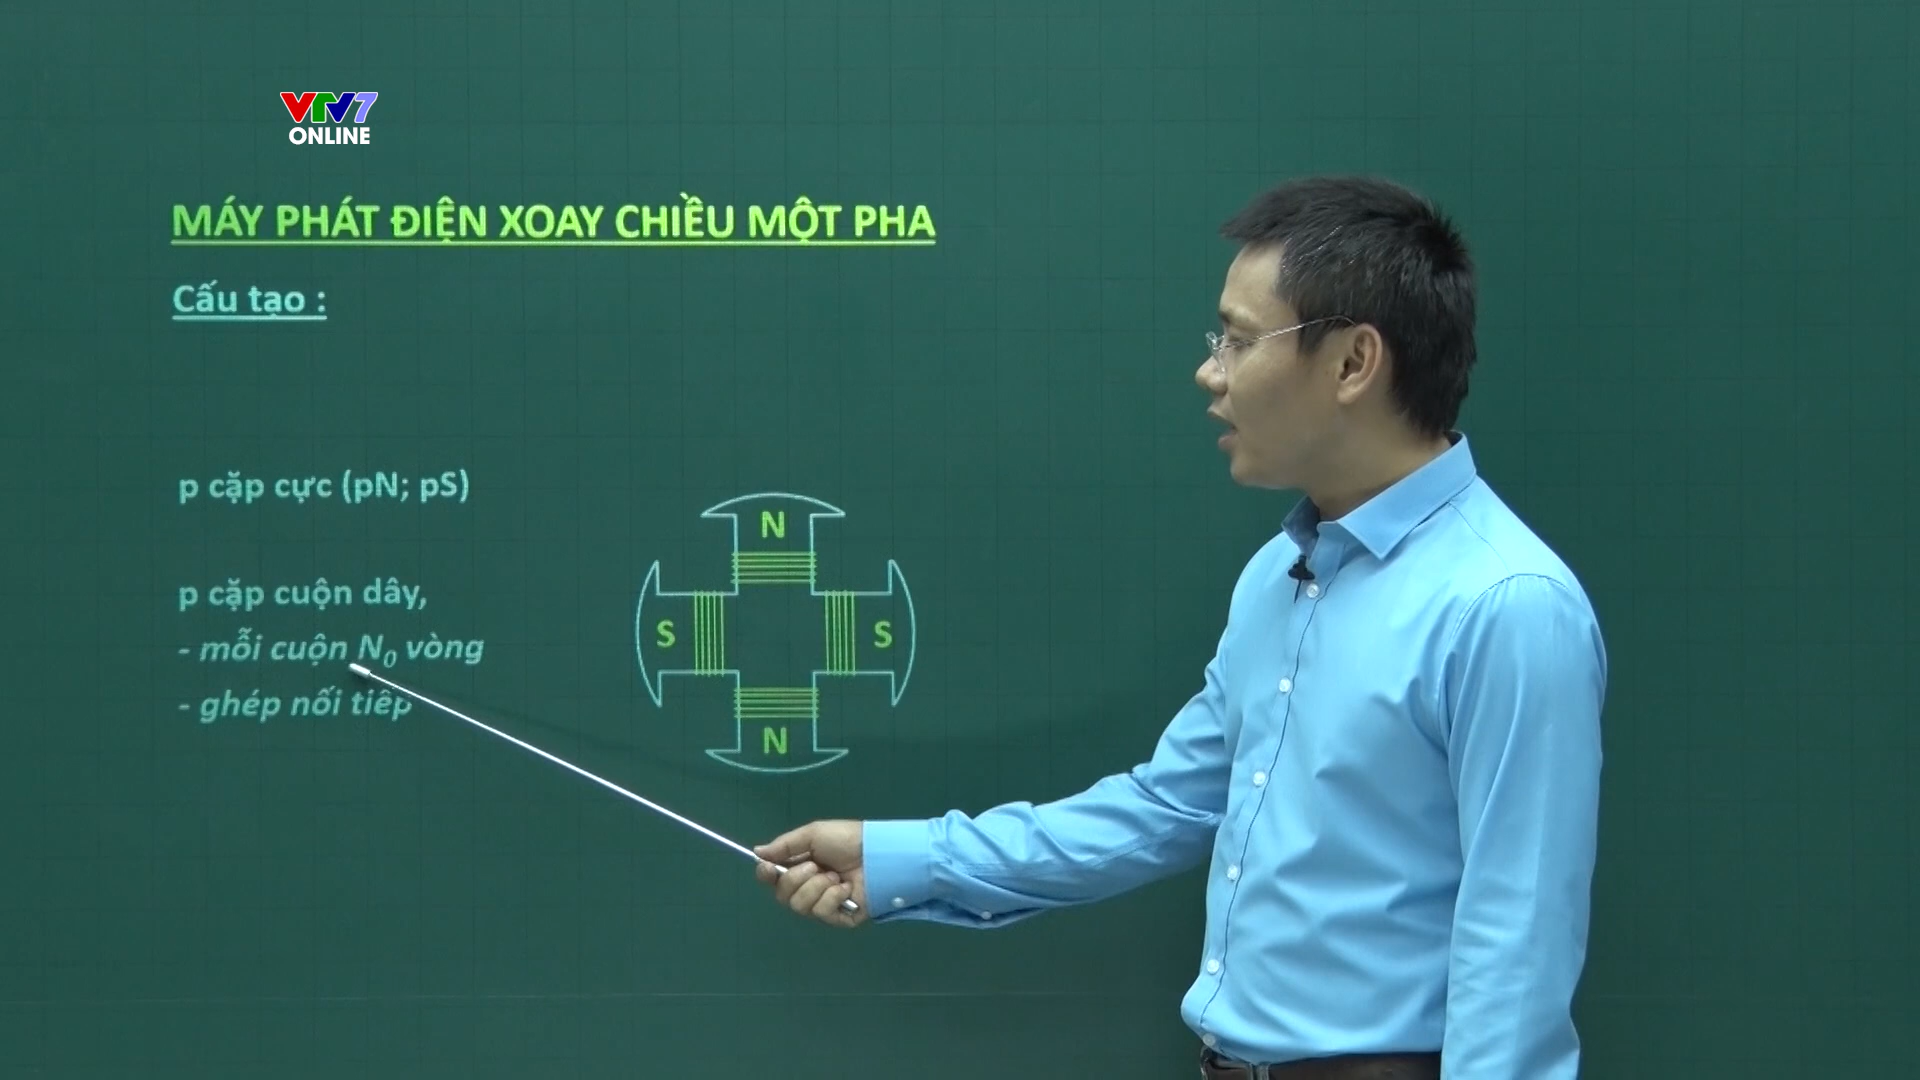 VTV7
ONLINE
MÁY PHÁT ĐIỆN XOAY CHIỀU MỘT PHA
Cấu tạo :
p cặp cực (pN; pS)
p cặp cuộn dây,
- mỗi cuộn N₀ vòng
- ghép nối tiếp
N
S
S
N